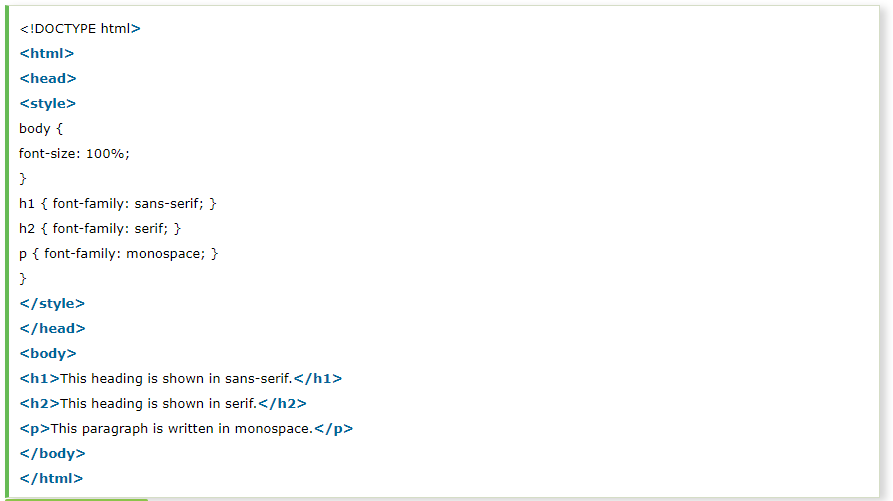 <!DOCTYPE html>
<html>
<head>
<style>
body {
font-size: 100%;
}
h1 { font-family: sans-serif; }
h2 { font-family: serif; }
p { font-family: monospace; }
}
</style>
</head>
<body>
<h1>This heading is shown in sans-serif.</h1>
<h2>This heading is shown in serif.</h2>
<p>This paragraph is written in monospace.</p>
</body>
</html>